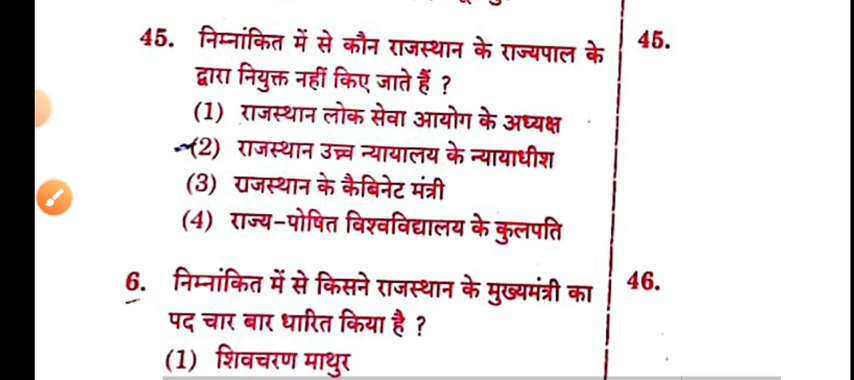 45. निम्नांकित में से कौन राजस्थान के राज्यपाल के
द्वारा नियुक्त नहीं किए जाते हैं ?
(1) राजस्थान लोक सेवा आयोग के अध्यक्ष
(2) राजस्थान उच्च न्यायालय के न्यायाधीश
(3) राजस्थान के कैबिनेट मंत्री
(4) राज्य-पोषित विश्वविद्यालय के कुलपति
6. निम्नांकित में से किसने राजस्थान के मुख्यमंत्री का
पद चार बार धारित किया है ?
(1) शिवचरण माथुर
45.
46.